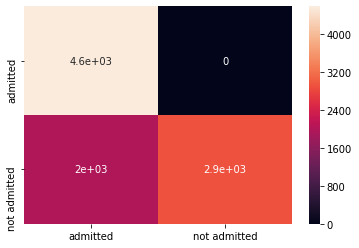 admitted
4.6e+03
0
not admitted
2e+03
2.9e+03
admitted
not admitted
4000
3200
2400
1600
800
0